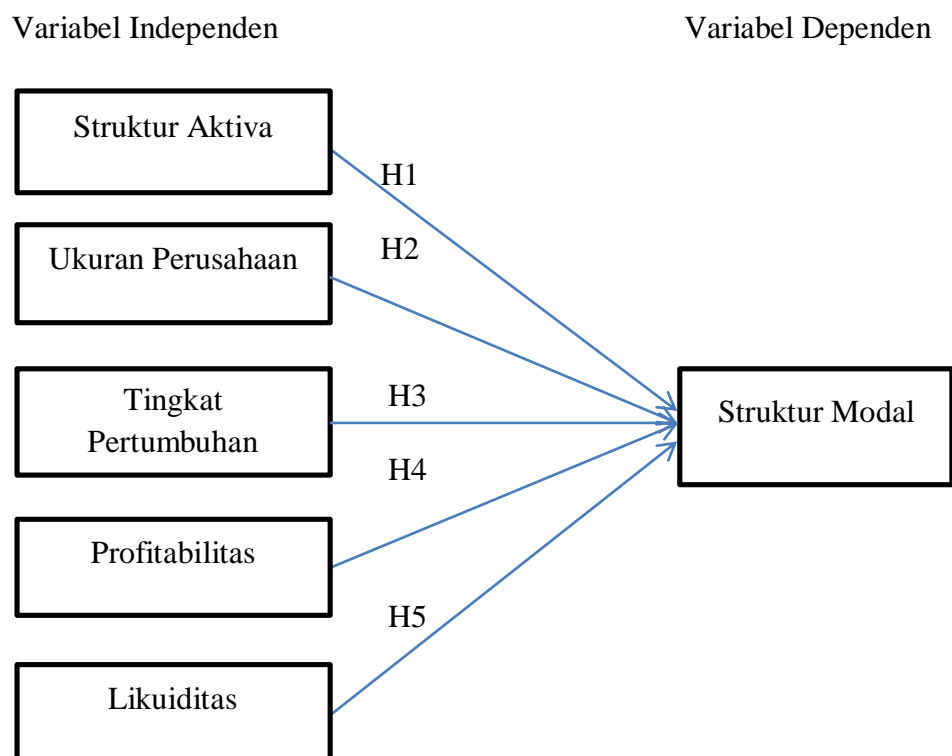 Variabel Independen
Variabel Dependen
Struktur Aktiva
H1
Ukuran Perusahaan
H2
Tingkat
Pertumbuhan
H3
Struktur Modal
H4
Profitabilitas
H5
Likuiditas